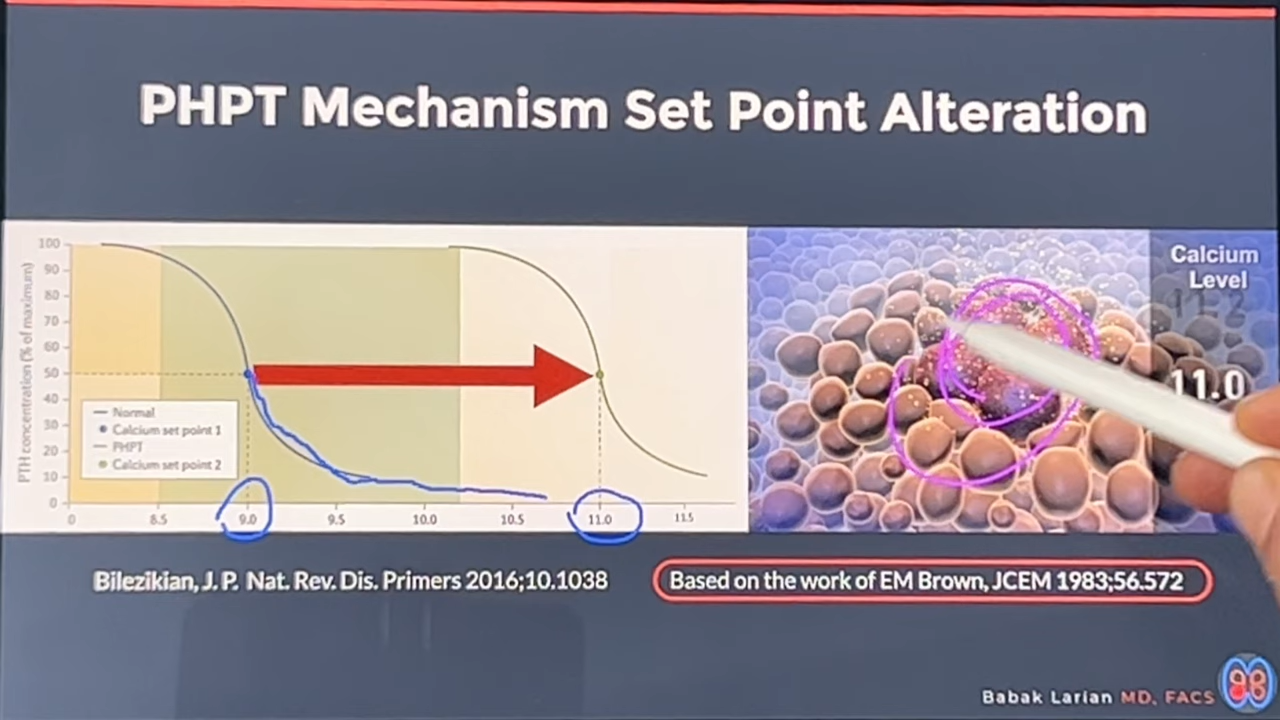 PHPT Mechanism Set Point Alteration
PTH concentration (% of maximum)
100
90
80
70
60
50
40
30
20
10
0
Normal
Calcium set point 1
PHPT
Calcium set point 2
0 8.5 9.0 9.5 10.0 10.5 11.0 11.5
Calcium
Level
11.2
11.0
Bilezikian, J. P. Nat. Rev. Dis. Primers 2016;10.1038
Based on the work of EM Brown, JCEM 1983;56.572
Babak Larian MD, FACS